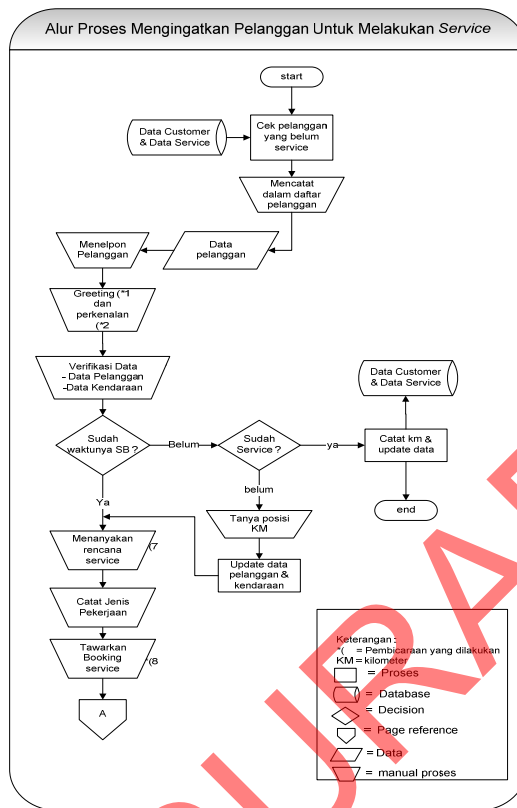 Alur Proses Mengingatkan Pelanggan Untuk Melakukan Service
start
Data Customer
& Data Service
Cek pelanggan
yang belum
service
Mencatat
dalam daftar
pelanggan
Data
pelanggan
Menelpon
Pelanggan
Greeting (*1
dan
perkenalan
(*2
Verifikasi Data
- Data Pelanggan
-Data Kendaraan
Data Customer
& Data Service
Sudah
waktunya SB ?
Belum
Sudah
Service ?
ya
Catat km &
update data
Ya
belum
end
Tanya posisi
KM
Menanyakan
rencana
service
(7
Update data
pelanggan &
kendaraan
Catat Jenis
Pekerjaan
Tawarkan
Booking
service
(8
A
Keterangan :
*( = Pembicaraan yang dilakukan
KM = kilometer
= Proses
= Database
= Decision
= Page reference
= Data
= manual proses